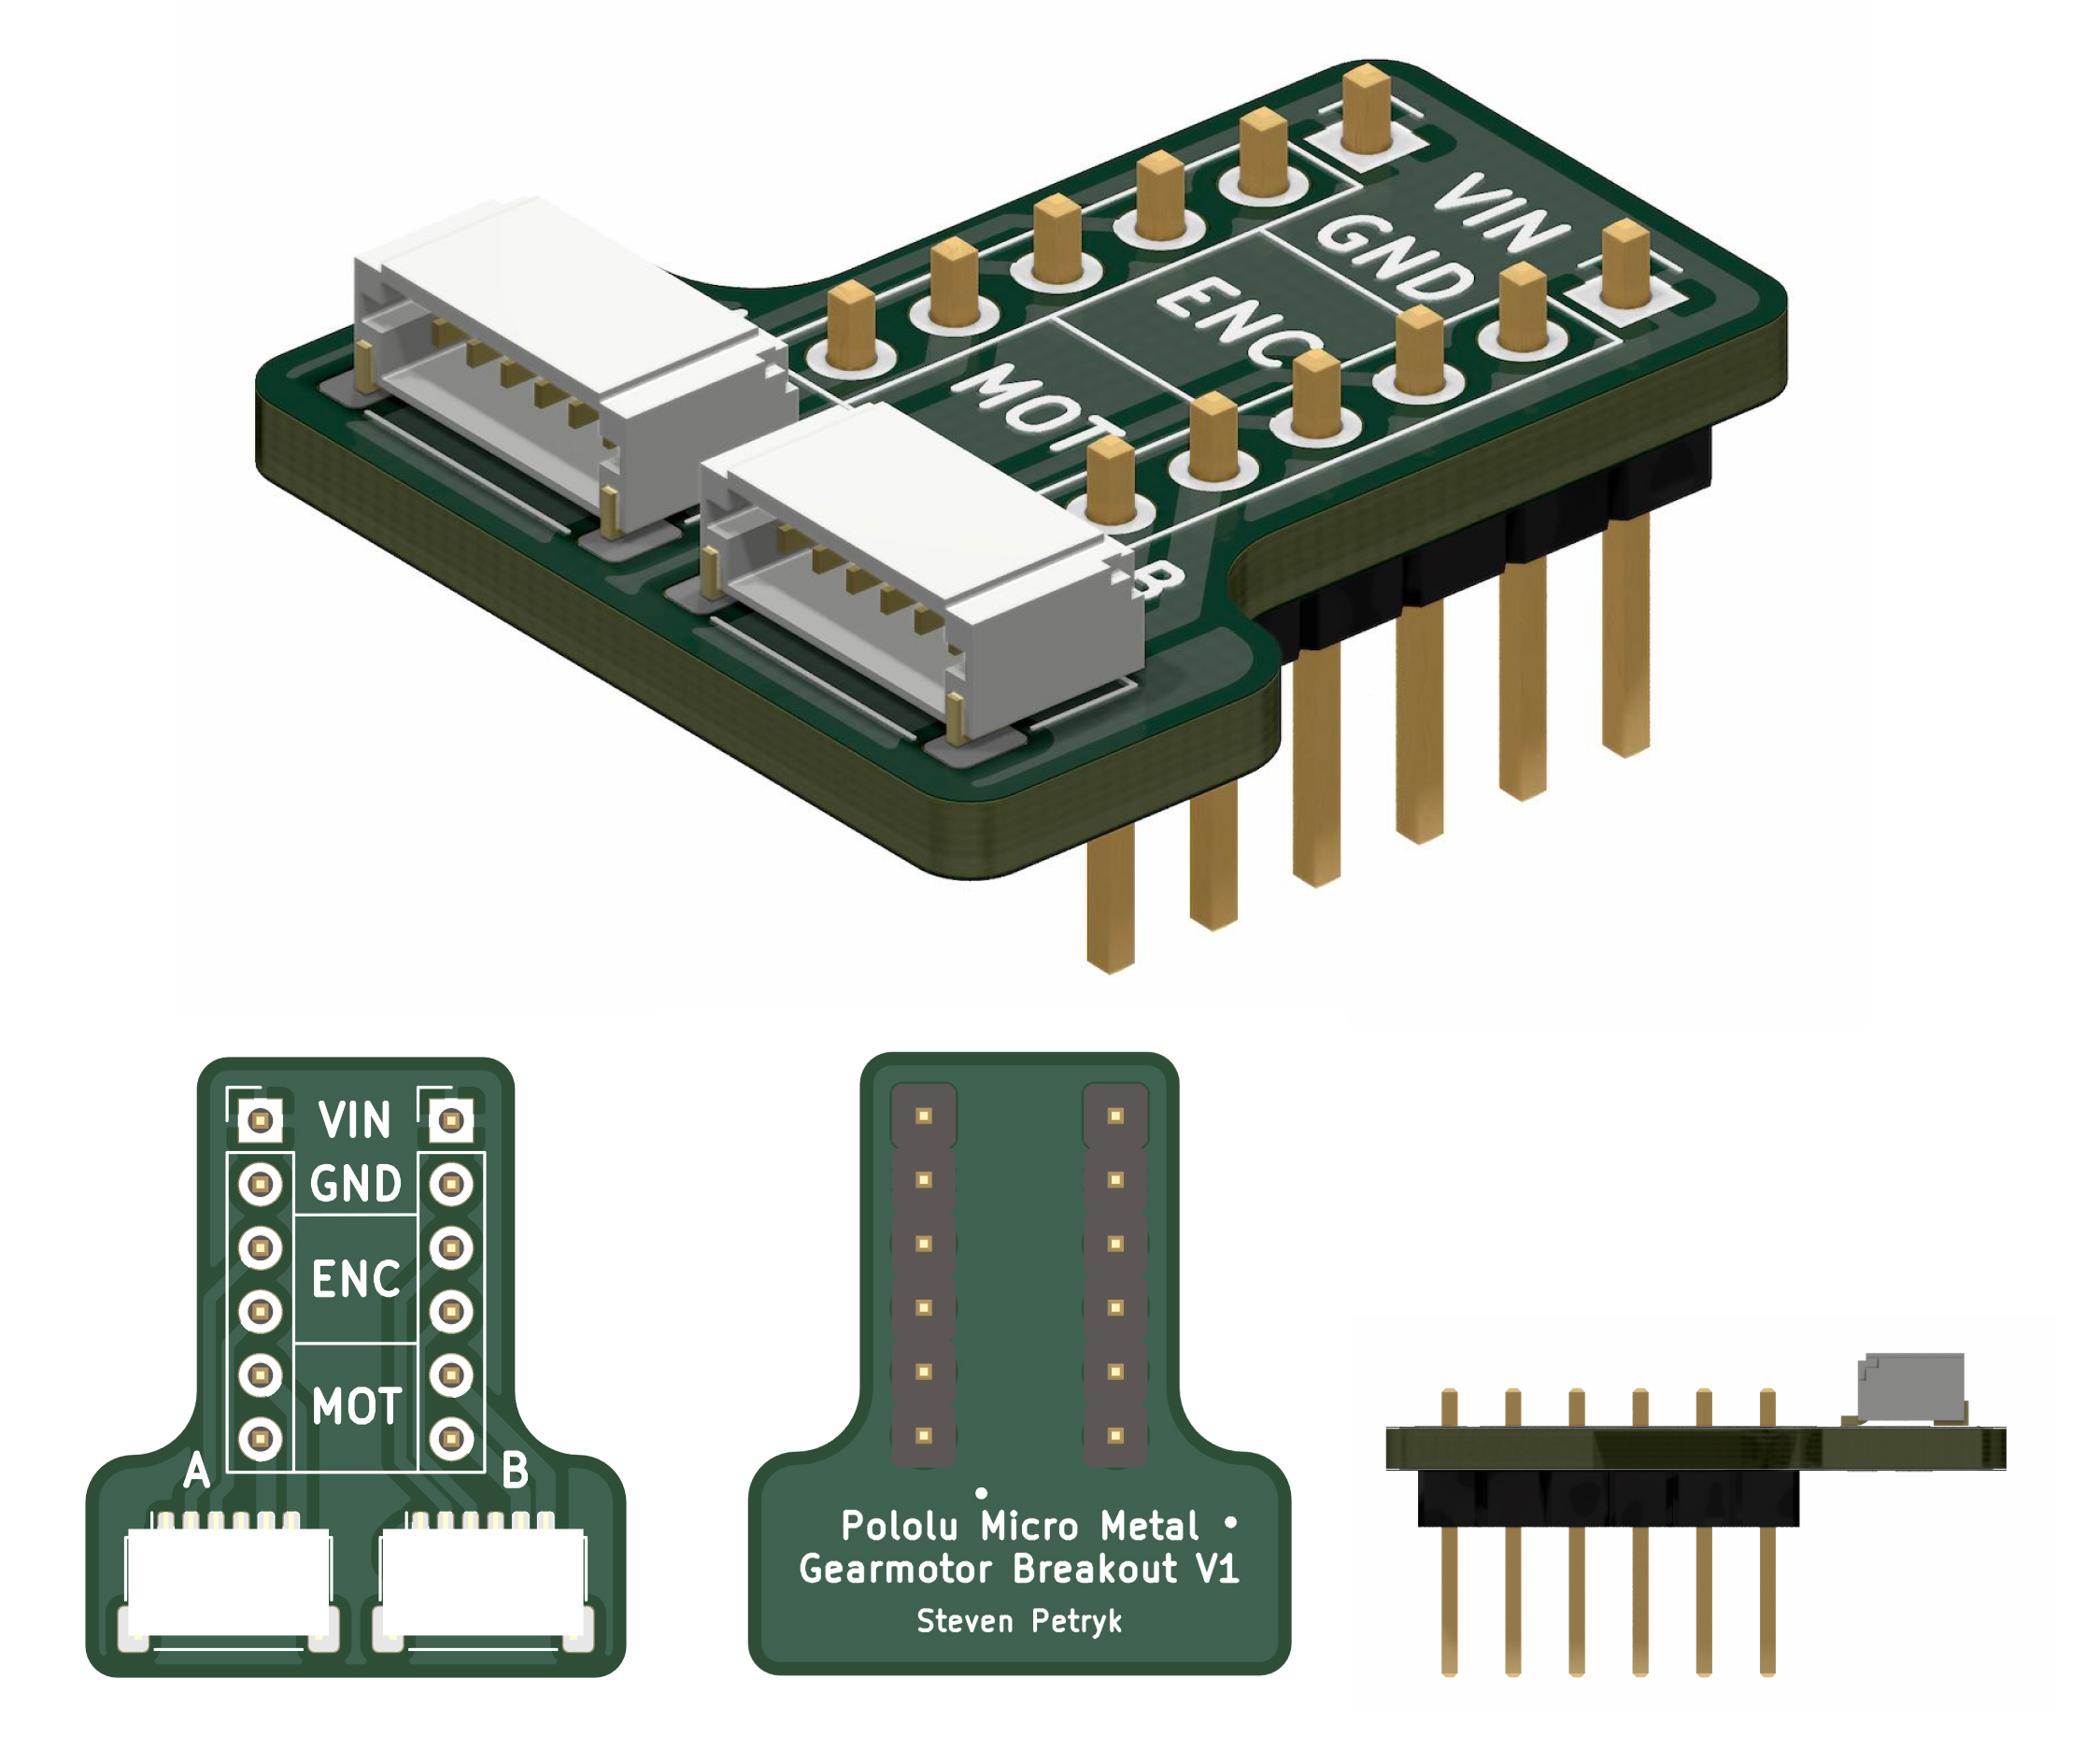 VIN
GND
ENC
MOT
B
VIN
GND
ENC
MOT
A
B
Pololu Micro Metal
Gearmotor Breakout V1
Steven Petryk